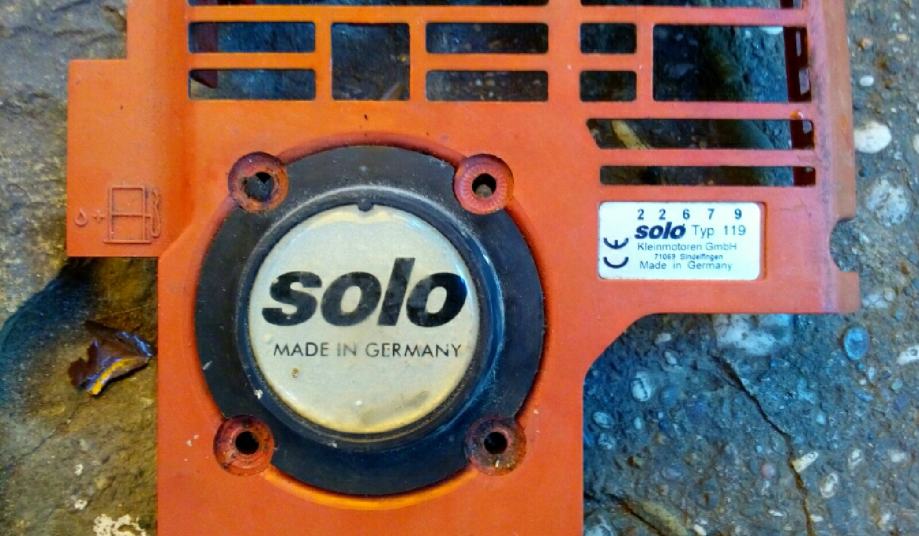 2 2 6 7 9
solo Typ 119
Kleinmotoren GmbH
CE
71069 Sindelfingen
Made in Germany
solo
MADE IN GERMANY